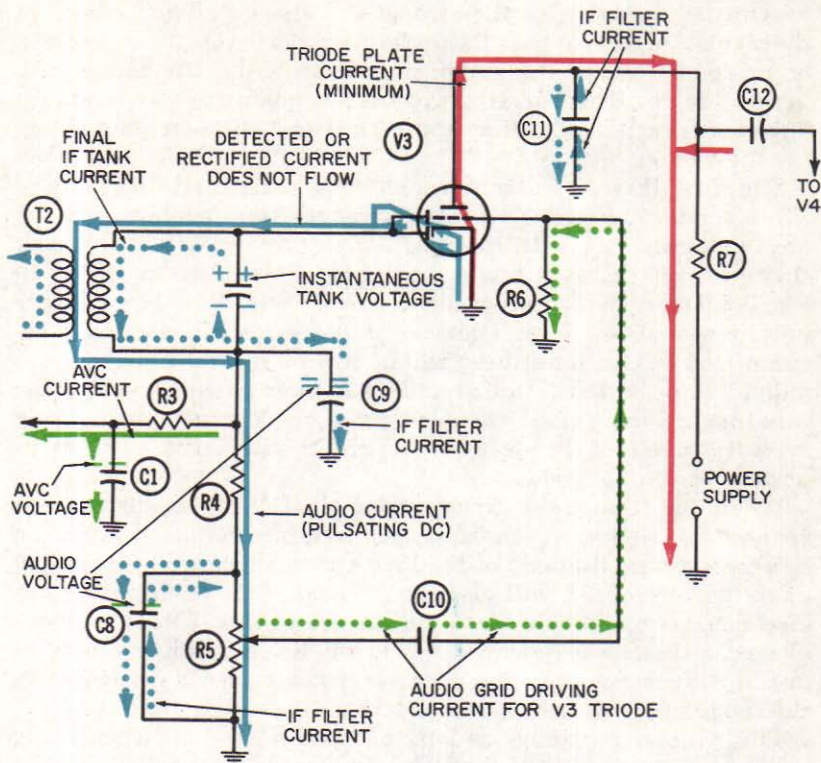 IF FILTER
CURRENT
TRIODE PLATE
CURRENT
(MINIMUM)
C12
C11
FINAL
IF TANK
CURRENT
DETECTED OR
RECTIFIED CURRENT
DOES NOT FLOW
V3
TO
V4
T2
R7
+ +
INSTANTANEOUS
TANK VOLTAGE
R6
AVC
CURRENT
R3
C9
IF FILTER
CURRENT
C1
AVC
VOLTAGE
R4
POWER
SUPPLY
AUDIO CURRENT
(PULSATING DC)
AUDIO
VOLTAGE
C8
C10
R5
AUDIO GRID DRIVING
CURRENT FOR V3 TRIODE
IF FILTER
CURRENT